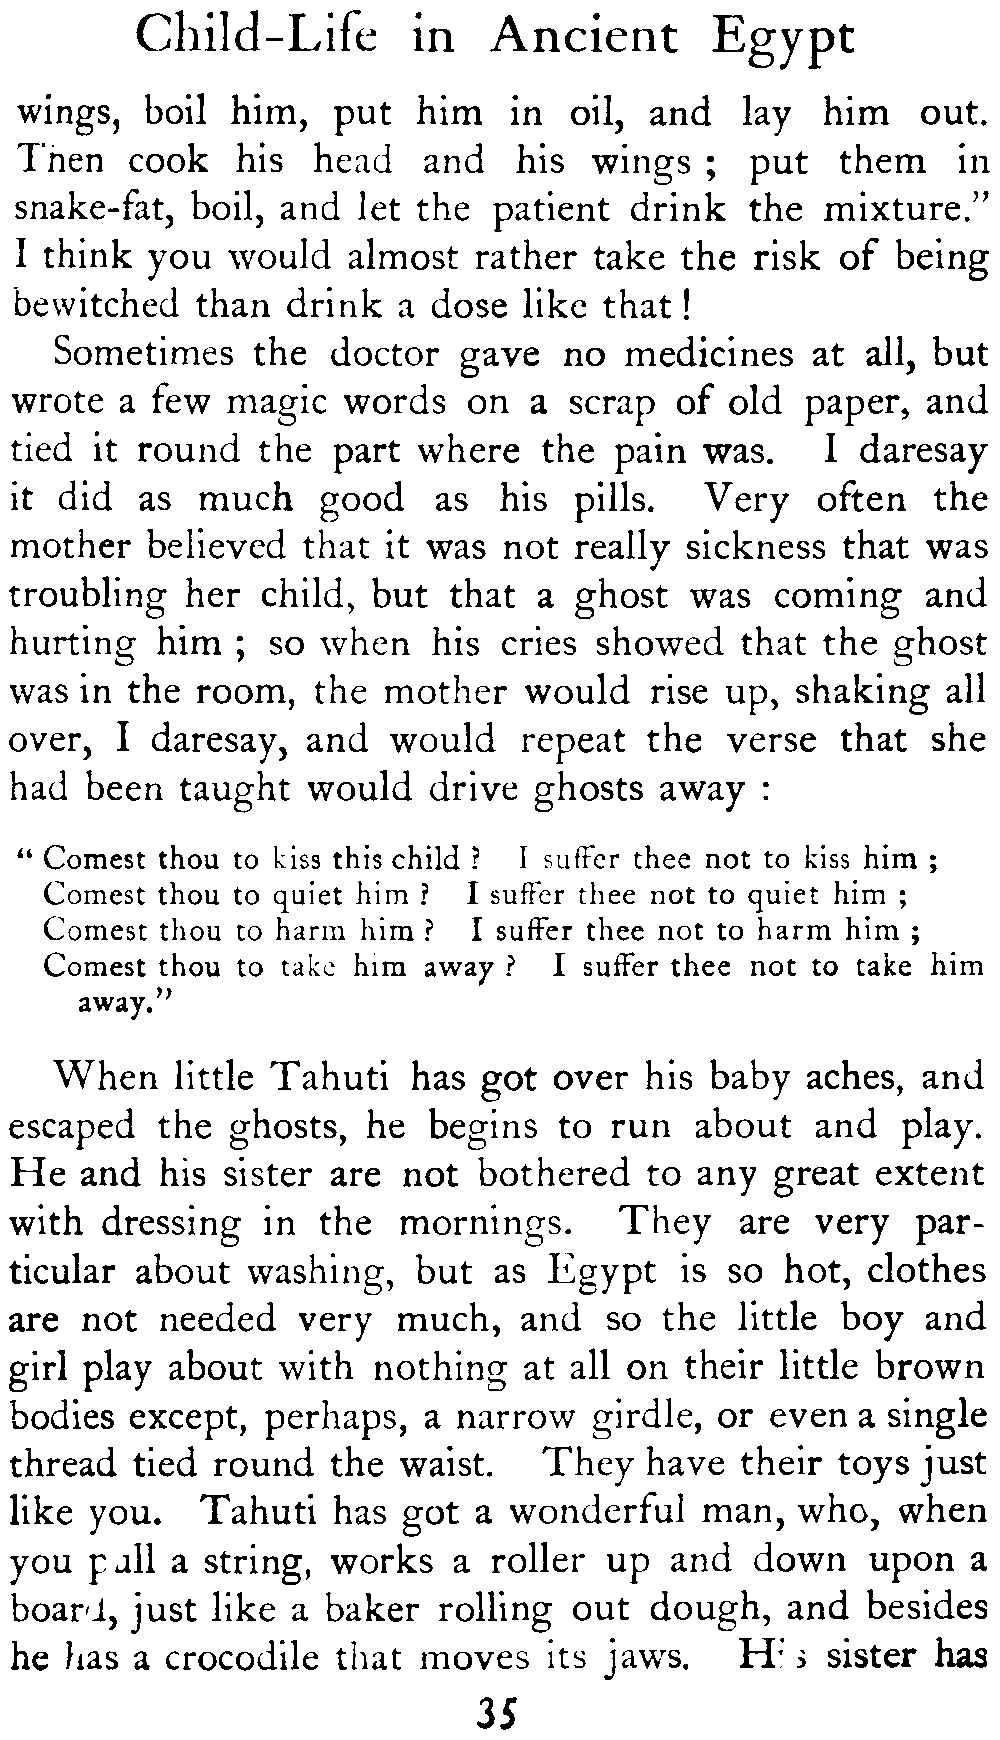 Child-Life in Ancient Egypt
wings, boil him, put him in oil, and lay him out.
Then cook his head and his wings ; put them in
snake-fat, boil, and let the patient drink the mixture.”
I think you would almost rather take the risk of being
bewitched than drink a dose like that !
Sometimes the doctor gave no medicines at all, but
wrote a few magic words on a scrap of old paper, and
tied it round the part where the pain was. I daresay
it did as much good as his pills. Very often the
mother believed that it was not really sickness that was
troubling her child, but that a ghost was coming and
hurting him ; so when his cries showed that the ghost
was in the room, the mother would rise up, shaking all
over, I daresay, and would repeat the verse that she
had been taught would drive ghosts away :
“ Comest thou to kiss this child ? I suffer thee not to kiss him ;
Comest thou to quiet him ? I suffer thee not to quiet him ;
Comest thou to harm him ? I suffer thee not to harm him ;
Comest thou to take him away ? I suffer thee not to take him
away.”
When little Tahuti has got over his baby aches, and
escaped the ghosts, he begins to run about and play.
He and his sister are not bothered to any great extent
with dressing in the mornings. They are very par-
ticular about washing, but as Egypt is so hot, clothes
are not needed very much, and so the little boy and
girl play about with nothing at all on their little brown
bodies except, perhaps, a narrow girdle, or even a single
thread tied round the waist. They have their toys just
like you. Tahuti has got a wonderful man, who, when
you pull a string, works a roller up and down upon a
board, just like a baker rolling out dough, and besides
he has a crocodile that moves its jaws. His sister has
35